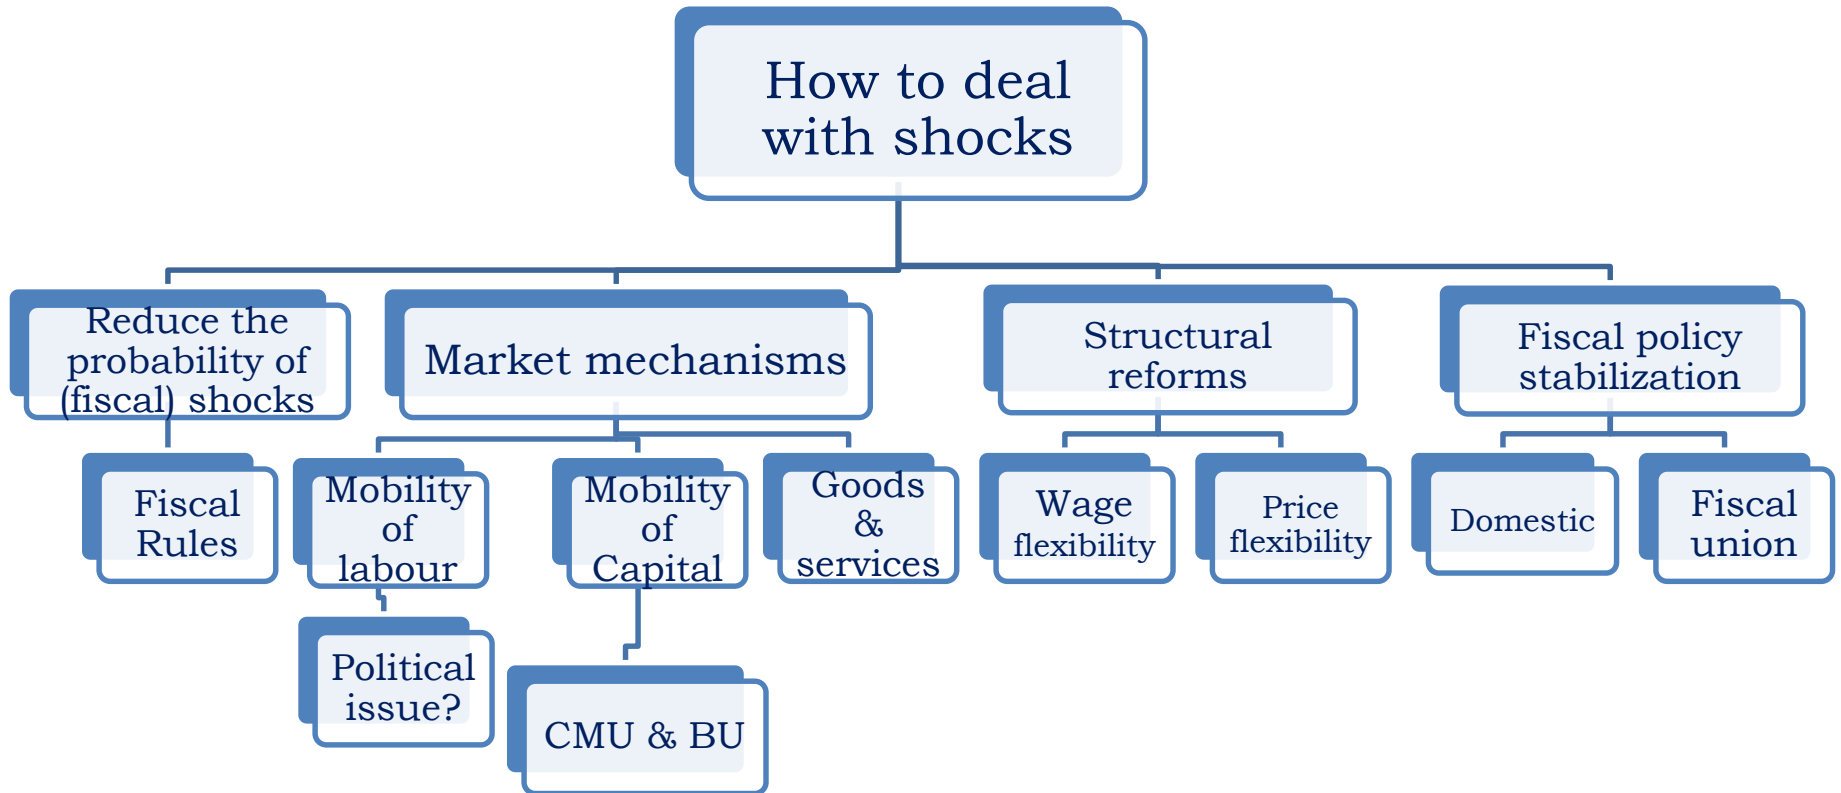 How to deal
with shocks
Reduce the
probability of
(fiscal) shocks
Market mechanisms
Structural
reforms
Fiscal policy
stabilization
Fiscal
Rules
Mobility
of
labour
Mobility
of
Capital
Goods
&
services
Wage
flexibility
Price
flexibility
Domestic
Fiscal
union
Political
issue?
CMU & BU